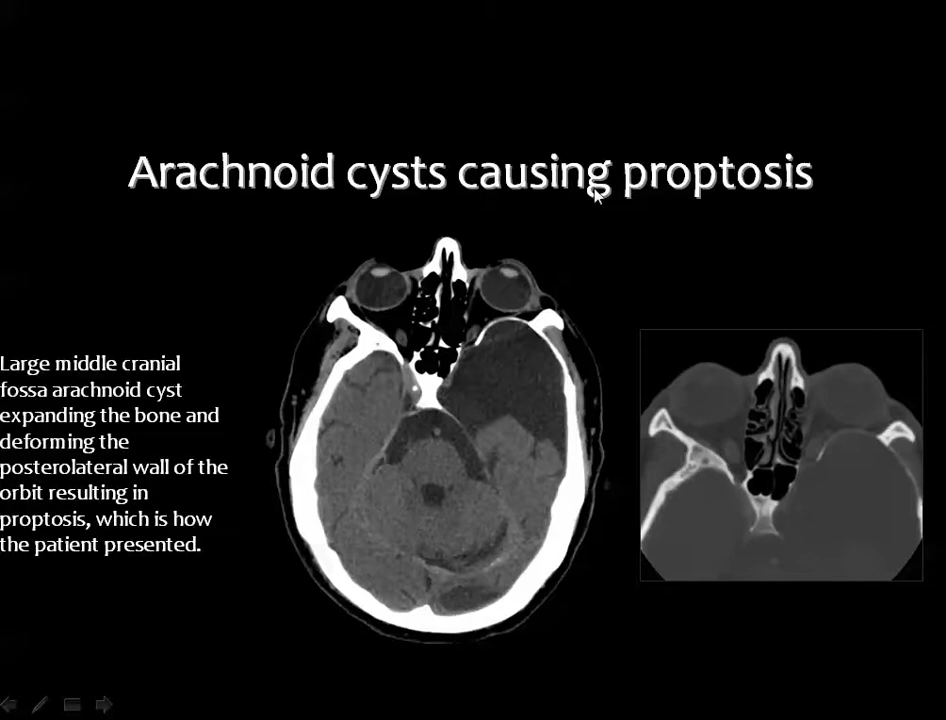 Arachnoid cysts causing proptosis
Large middle cranial
fossa arachnoid cyst
expanding the bone and
deforming the
posterolateral wall of the
orbit resulting in
proptosis, which is how
the patient presented.